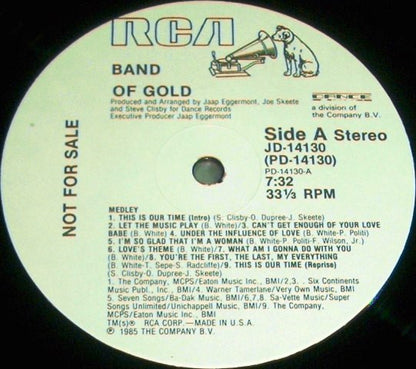 RCA
BAND
OF GOLD
Produced and Arranged by Jaap Eggermont, Joe Skeete
and Steve Clisby for Dance Records
Executive Producer Jaap Eggermont
DANCE
a division of
the Company B.V.
NOT FOR SALE
Side A Stereo
JD-14130
(PD-14130)
PD-14130-A
7:32
33⅓ RPM
MEDLEY
1. THIS IS OUR TIME (Intro) (S. Clisby-O. Dupree-J. Skeete)
2. LET THE MUSIC PLAY (B. White)/3. CAN'T GET ENOUGH OF YOUR LOVE
BABE (B. White)/ 4. UNDER THE INFLUENCE OF LOVE (B. White-P. Politi)
5. I'M SO GLAD THAT I'M A WOMAN (B. White-P. Politi-F. Wilson, Jr.)
6. LOVE'S THEME (B. White)/7. WHAT AM I GONNA DO WITH YOU
(B. White)/8. YOU'RE THE FIRST, THE LAST, MY EVERYTHING
(B. White-T. Sepe-S. Radcliffe)/9. THIS IS OUR TIME (Reprise)
(S. Clisby-O. Dupree-J. Skeete)
1. The Company, MCPS/Eaton Music Inc., BMI/2,3. . Six Continents
Music Publ., Inc., BMI/4. Warner Tamerlane/Very Own Music, BMI
5. Seven Songs/Ba-Dak Music, BMI/6,7,8. Sa-Vette Music/Super
Songs Unlimited/Unichappell Music, BMI/9. The Company,
MCPS/Eaton Music Inc., BMI
TM(s)® RCA CORP.—MADE IN U.S.A.
℗ 1985 THE COMPANY B.V.